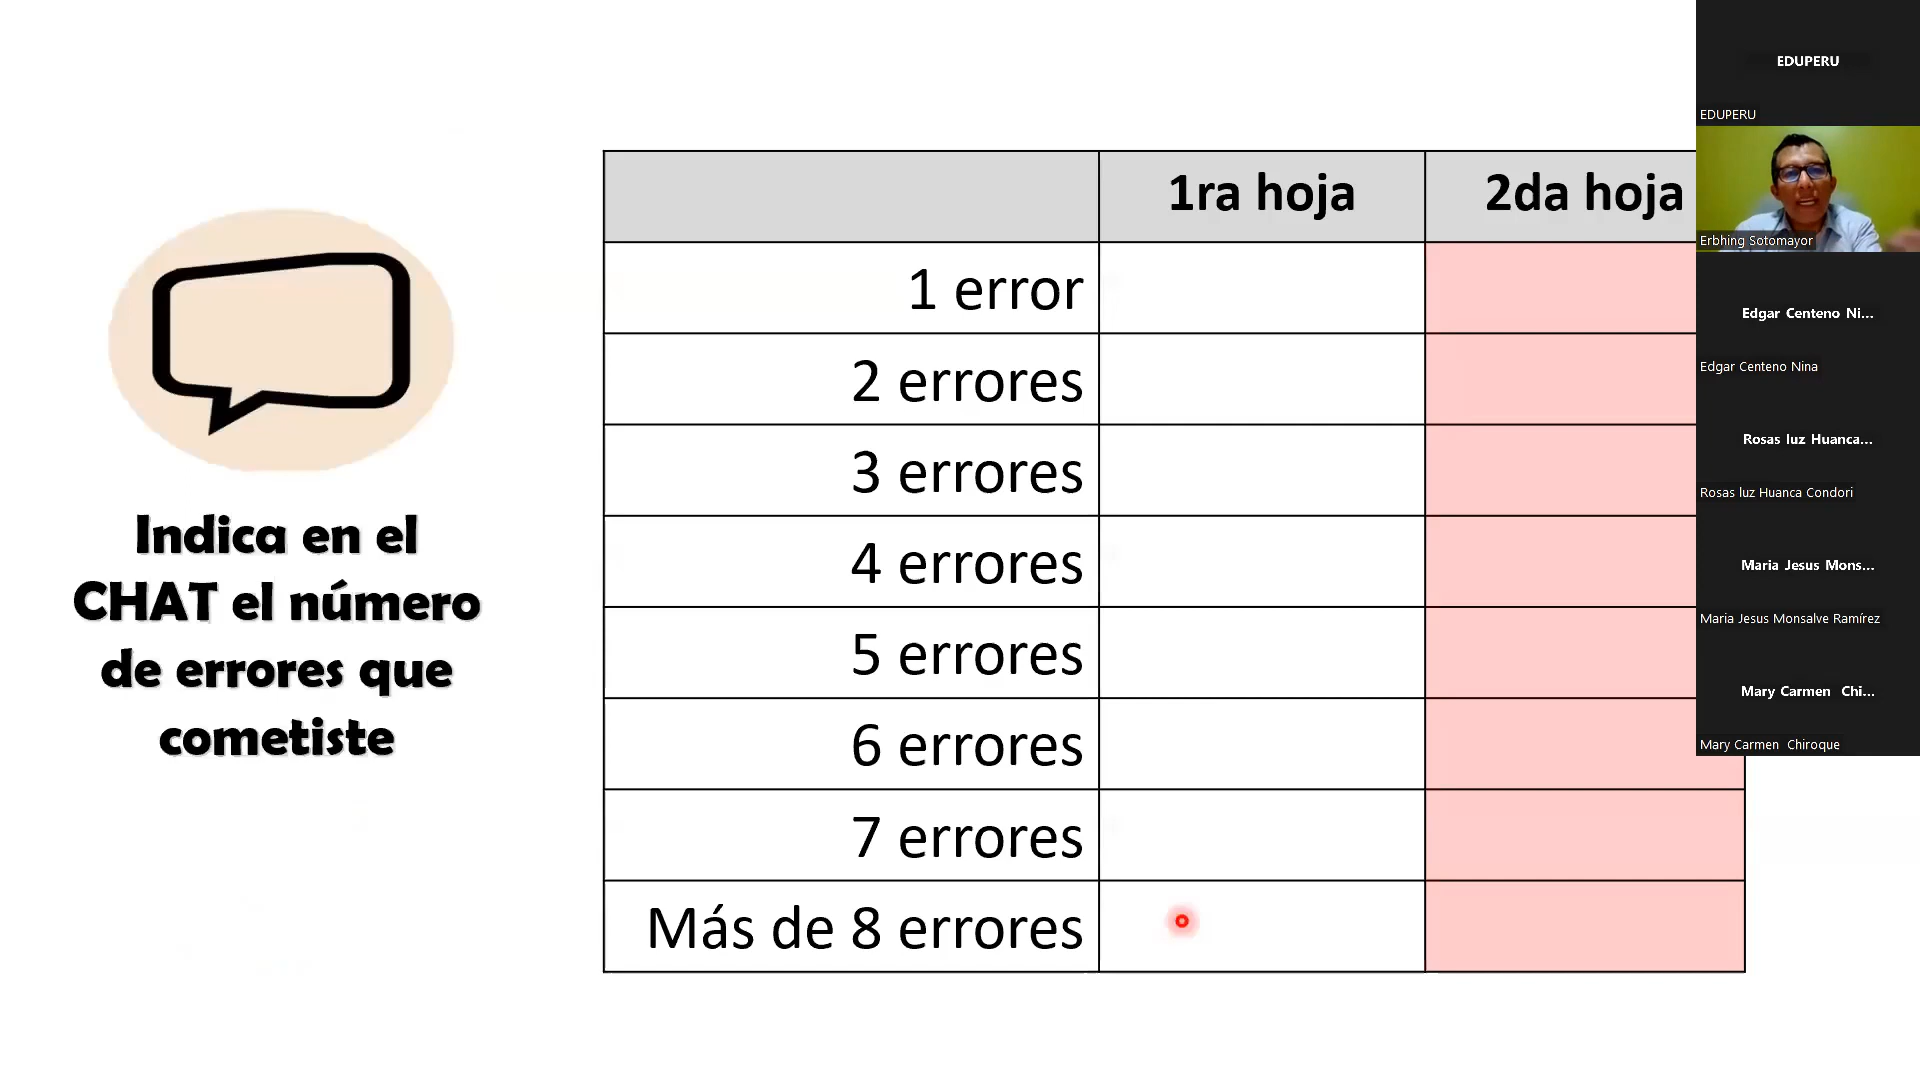 Indica en el
CHAT el número
de errores que
cometiste
1ra hoja 2da hoja
1 error
2 errores
3 errores
4 errores
5 errores
6 errores
7 errores
Más de 8 errores
EDUPERU
EDUPERU
Erbhing Sotomayor
Edgar Centeno Ni...
Edgar Centeno Nina
Rosas luz Huanca...
Rosas luz Huanca Condori
Maria Jesus Mons...
Maria Jesus Monsalve Ramírez
Mary Carmen Chi...
Mary Carmen Chiroque